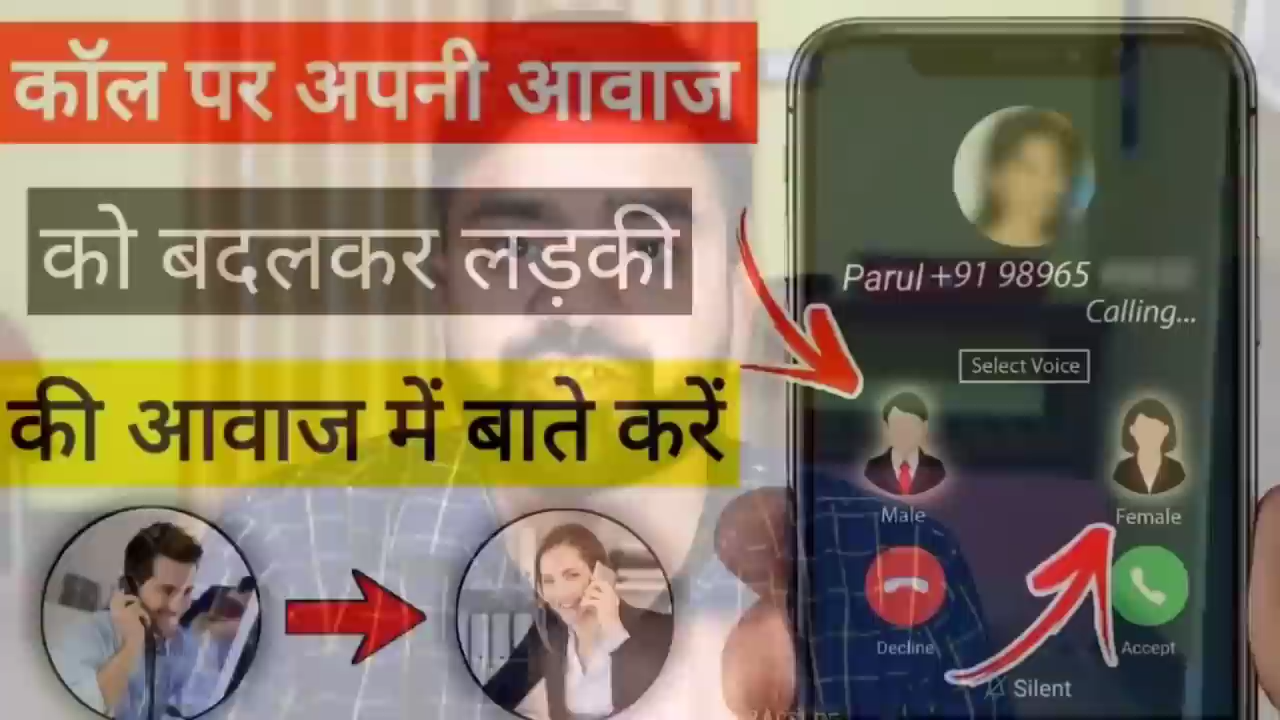 कॉल पर अपनी आवाज
को बदलकर लड़की
की आवाज में बाते करें
Parul +91 98965
Calling...
Select Voice
Male
Female
Decline
Accept
Silent